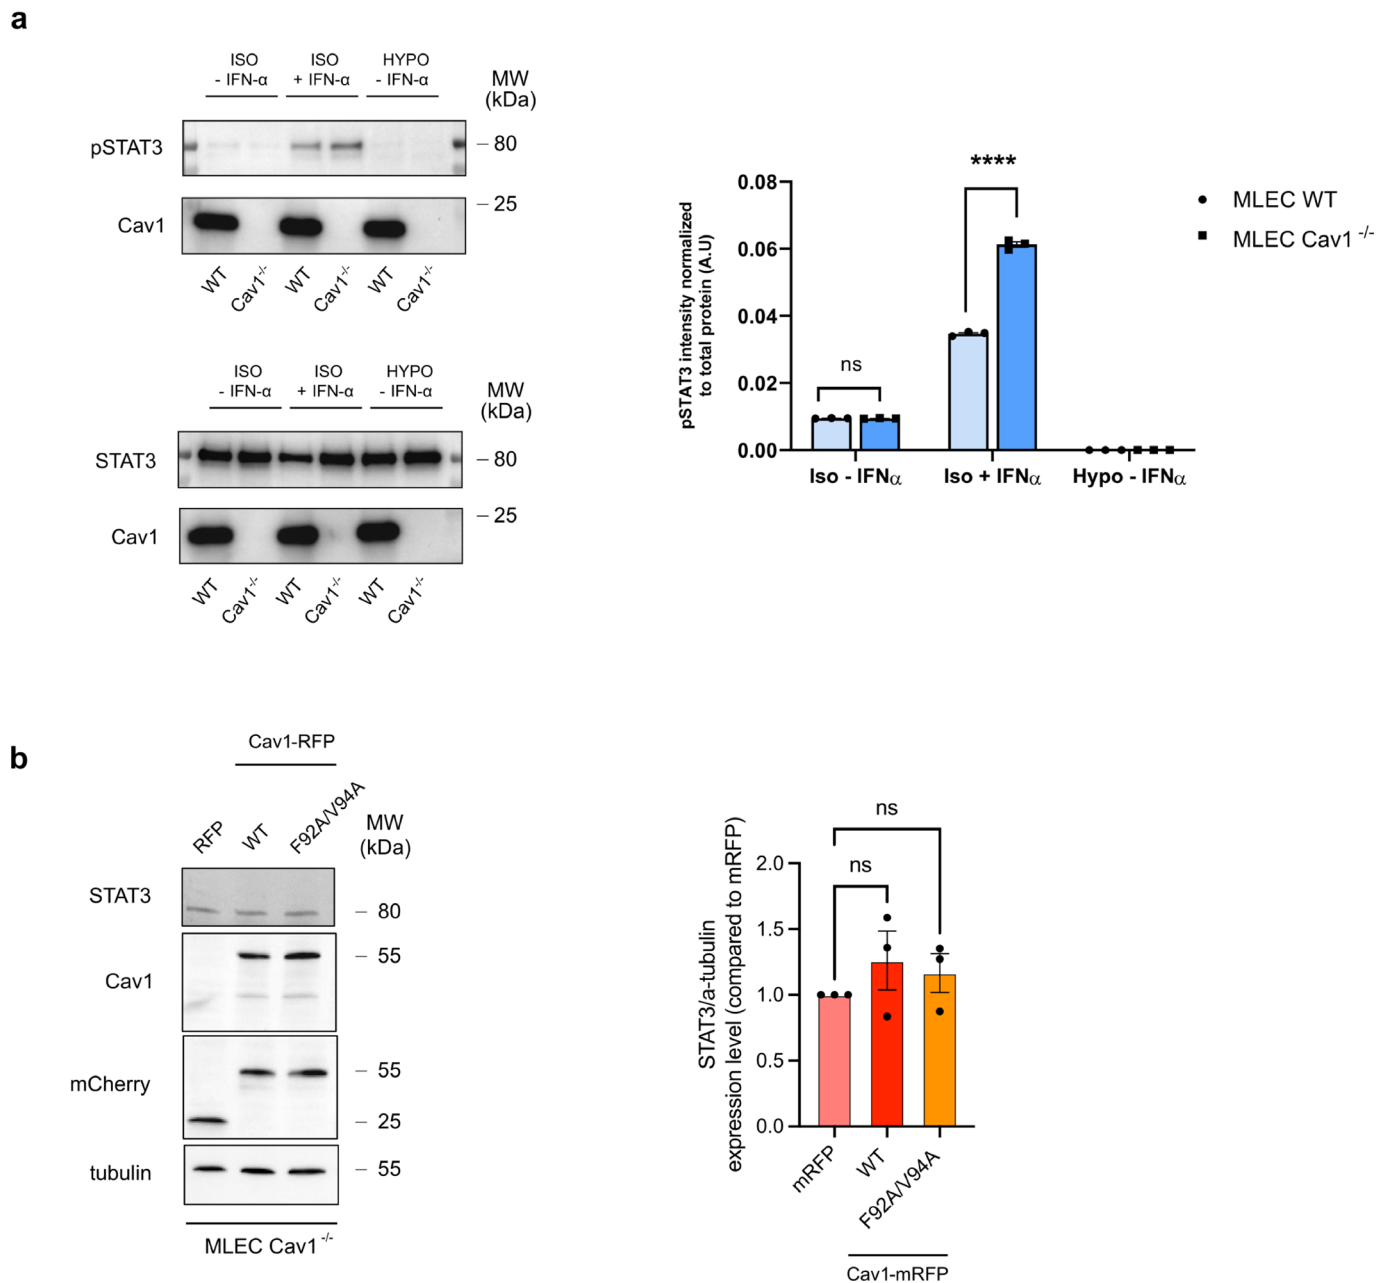 a
ISO ISO HYPO
- IFN-α + IFN-α - IFN-α
MW
(kDa)
pSTAT3
80
Cav1
25
WT Cav1-/- WT Cav1-/- WT Cav1-/-
ISO ISO HYPO
- IFN-α + IFN-α - IFN-α
MW
(kDa)
STAT3
80
Cav1
25
WT Cav1-/- WT Cav1-/- WT Cav1-/-
pSTAT3 intensity normalized
to total protein (A.U)
0.08
0.06
0.04
0.02
0.00
ns
****
Iso - IFNα Iso + IFNα Hypo - IFNα
MLEC WT
MLEC Cav1 -/-
b
Cav1-RFP
RFP WT F92A/V94A
MW
(kDa)
STAT3
80
Cav1
55
mCherry
55
25
tubulin
55
MLEC Cav1 -/-
STAT3/a-tubulin
expression level (compared to mRFP)
2.0
1.5
1.0
0.5
0.0
ns
ns
mRFP WT F92A/V94A
Cav1-mRFP